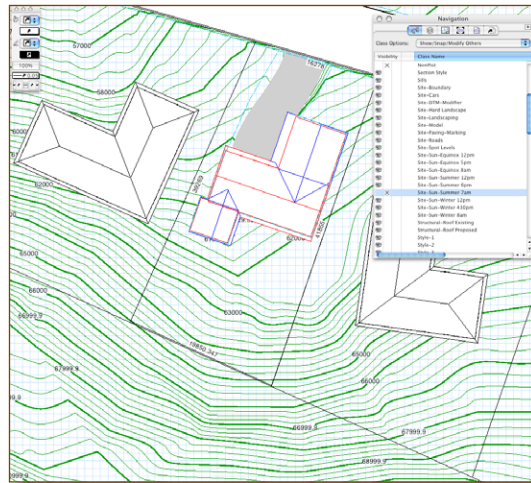 Navigation
Class Options: Show/Snap/Modify Others
Visibility Class Name
NonPlot
Section Style
Sills
Site-Boundary
Site-Cars
Site-DTM-Modifier
Site-Hard Landscape
Site-Landscaping
Site-Model
Site-Paving-Marking
Site-Roads
Site-Spot Levels
Site-Sun-Equinox 12pm
Site-Sun-Equinox 5pm
Site-Sun-Equinox 8am
Site-Sun-Summer 12pm
Site-Sun-Summer 6pm
Site-Sun-Summer 7am
Site-Sun-Winter 12pm
Site-Sun-Winter 430pm
Site-Sun-Winter 8am
Structural-Roof Existing
Structural-Roof Proposed
Style-1
Style-2
100%
57000
58000
16276
62000
62000
65000
66000
66999.9
63000
65000
66000
67999.9
66999.9
67999.9
68999.9